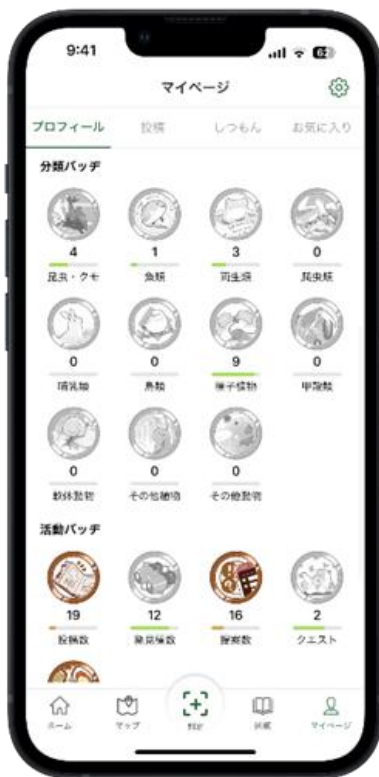 9:41
62
マイページ
プロフィール 投稿 しつもん お気に入り
分類バッヂ
4 1 3 0
昆虫・クモ 魚類 両生類 爬虫類
0 0 9 0
哺乳類 鳥類 種子植物 甲殻類
0 0 0
軟体動物 その他植物 その他動物
活動バッヂ
19 12 16 2
投稿数 発見種数 提案数 クエスト
ホーム マップ 判定 図鑑 マイページ